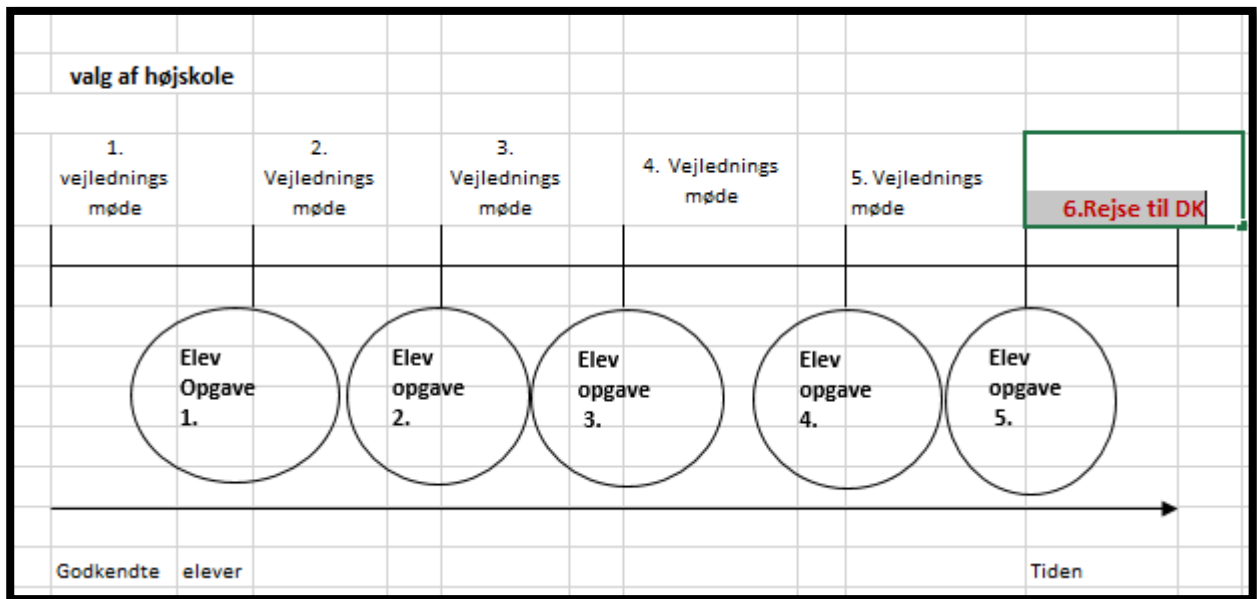 valg af højskole
1.
vejlednings
møde
2.
Vejlednings
møde
3.
Vejlednings
møde
4. Vejlednings
møde
5. Vejlednings
møde
6.Rejse til DK
Elev
Opgave
1.
Elev
opgave
2.
Elev
opgave
3.
Elev
opgave
4.
Elev
opgave
5.
Godkendte elever
Tiden